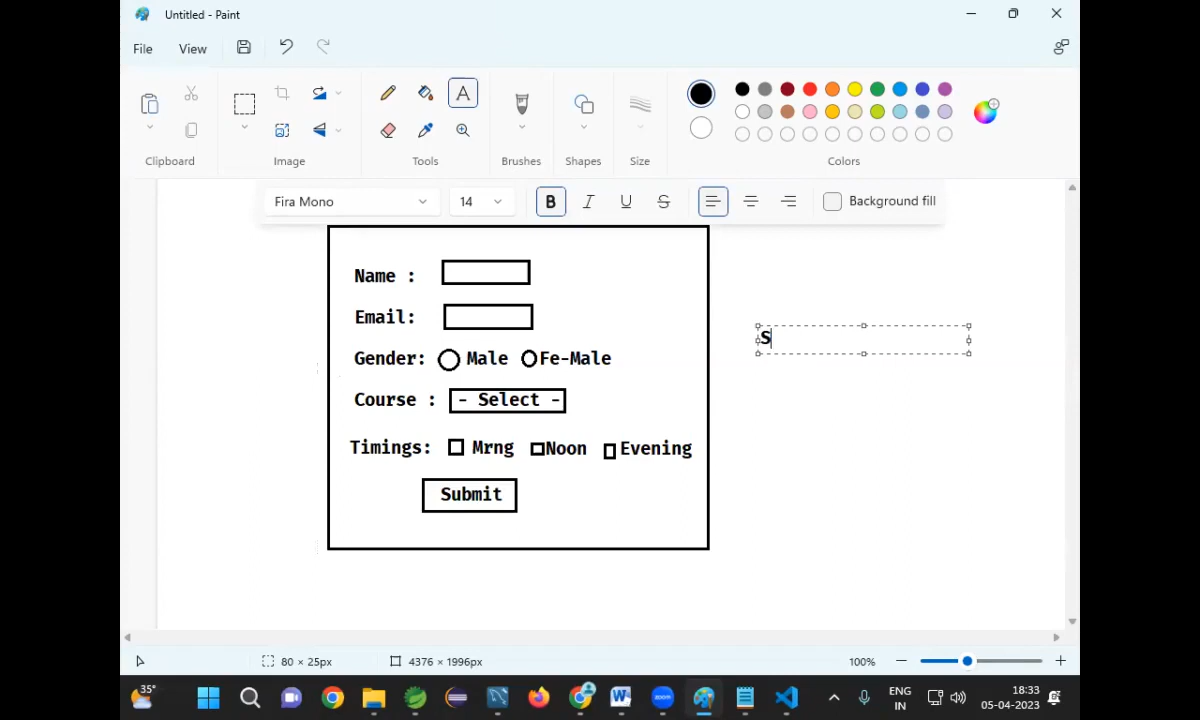 Untitled - Paint
File View
Clipboard Image Tools Brushes Shapes Size Colors
Fira Mono 14 B I U S Background fill
A
Name :
Email:
S
Gender: Male Fe-Male
Course : - Select -
Timings: Mrng Noon Evening
Submit
80 × 25px 4376 × 1996px 100%
35°
zoom
W
ENG
IN
18:33
05-04-2023